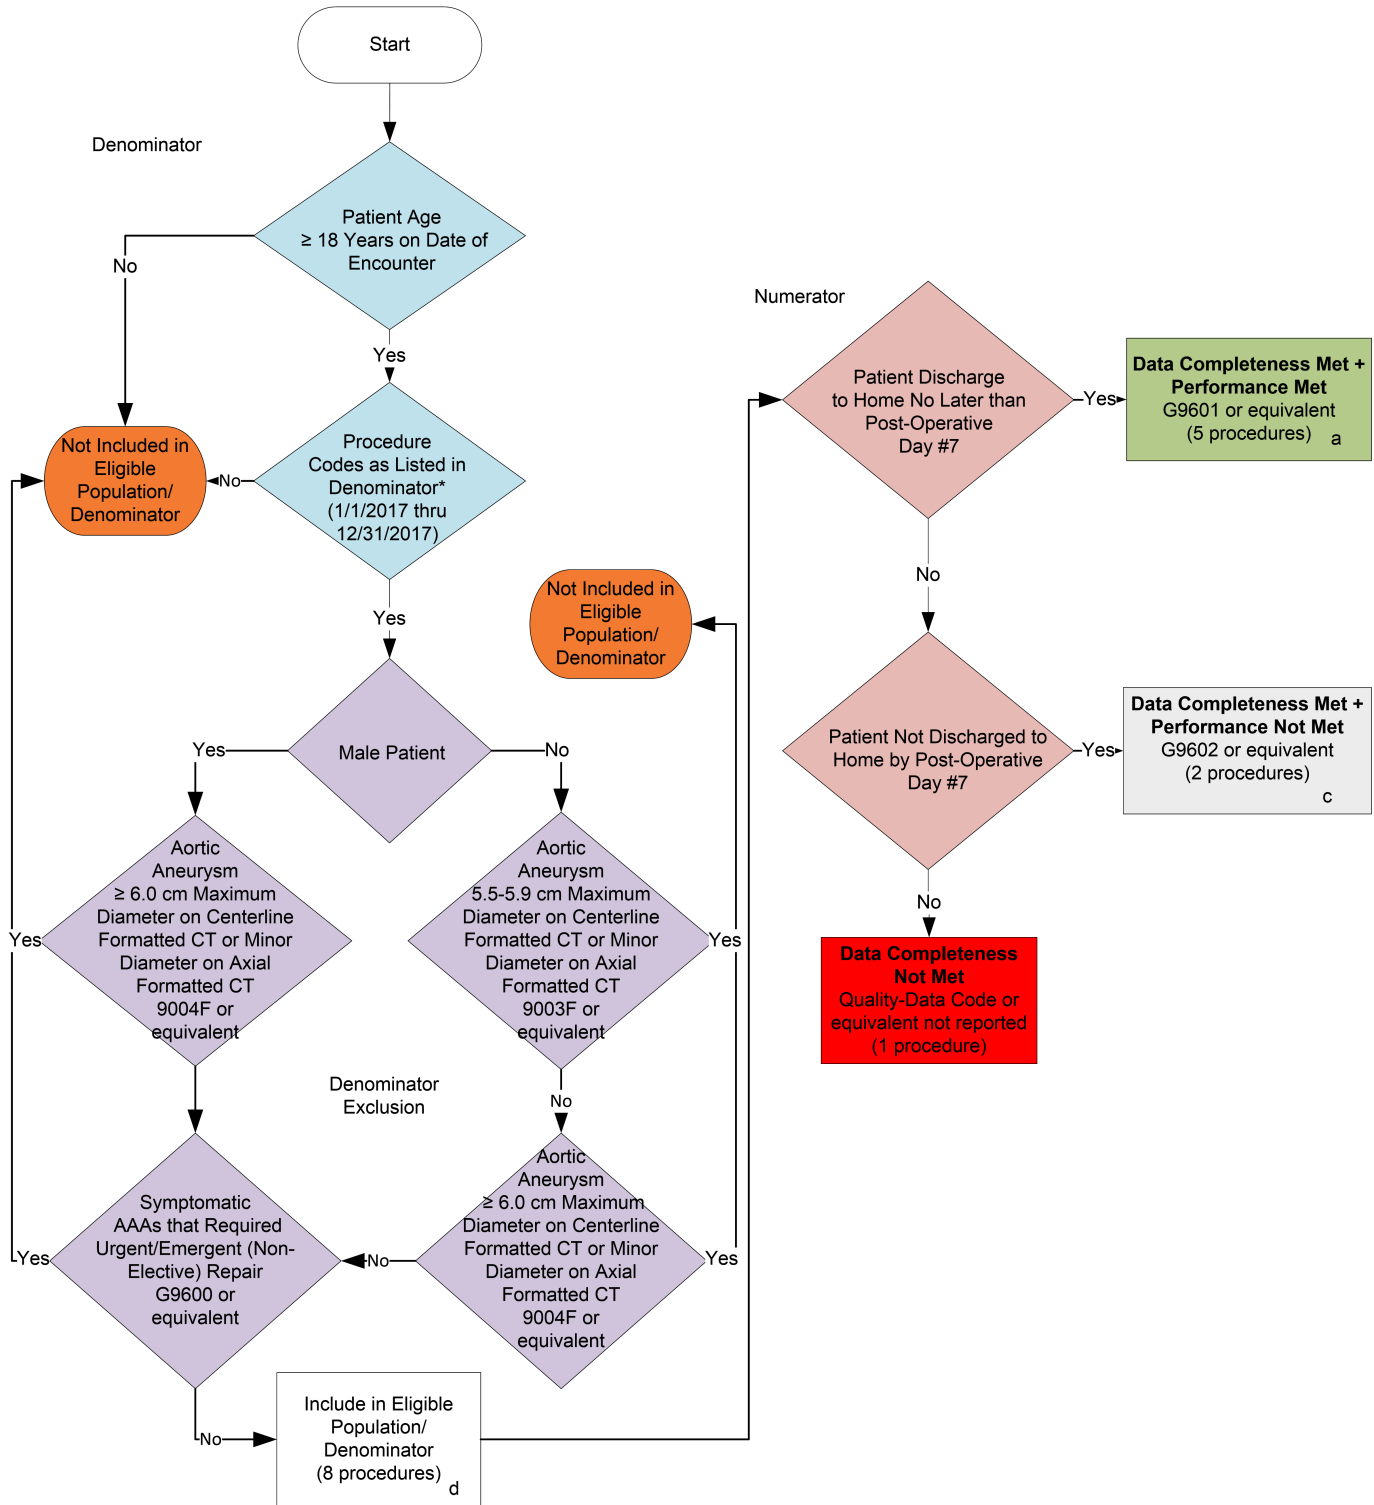 Start
Denominator
Patient Age
≥ 18 Years on Date of
Encounter
No
Yes
Not Included in
Eligible
Population/
Denominator
No
Procedure
Codes as Listed in
Denominator*
(1/1/2017 thru
12/31/2017)
Yes
Not Included in
Eligible
Population/
Denominator
Yes
Male Patient
No
Aortic
Aneurysm
≥ 6.0 cm Maximum
Diameter on Centerline
Formatted CT or Minor
Diameter on Axial
Formatted CT
9004F or
equivalent
Yes
Aortic
Aneurysm
5.5-5.9 cm Maximum
Diameter on Centerline
Formatted CT or Minor
Diameter on Axial
Formatted CT
9003F or
equivalent
Yes
Denominator
Exclusion
No
Symptomatic
AAAs that Required
Urgent/Emergent (Non-
Elective) Repair
G9600 or
equivalent
Yes
No
Aortic
Aneurysm
≥ 6.0 cm Maximum
Diameter on Centerline
Formatted CT or Minor
Diameter on Axial
Formatted CT
9004F or
equivalent
Yes
No
Include in Eligible
Population/
Denominator
(8 procedures)
d
Numerator
Patient Discharge
to Home No Later than
Post-Operative
Day #7
Yes
Data Completeness Met +
Performance Met
G9601 or equivalent
(5 procedures)
a
No
Patient Not Discharged to
Home by Post-Operative
Day #7
Yes
Data Completeness Met +
Performance Not Met
G9602 or equivalent
(2 procedures)
c
No
Data Completeness
Not Met
Quality-Data Code or
equivalent not reported
(1 procedure)